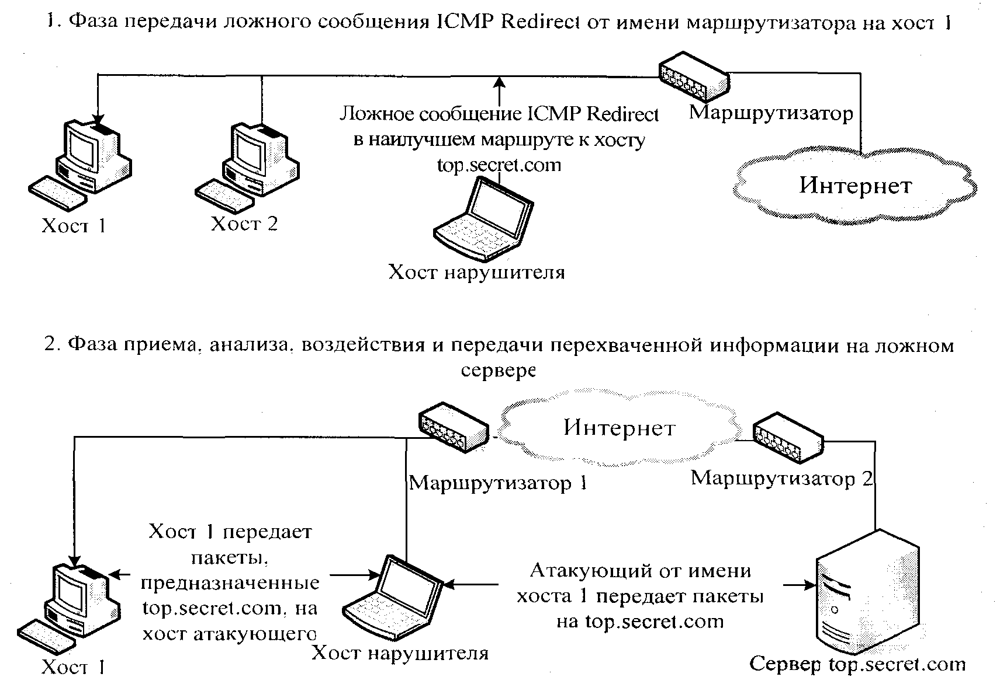 1. Фаза передачи ложного сообщения ICMP Redirect от имени маршрутизатора на хост 1
Ложное сообщение ICMP Redirect
в наилучшем маршруте к хосту
top.secret.com
Маршрутизатор
Интернет
Хост 1
Хост 2
Хост нарушителя
2. Фаза приема, анализа, воздействия и передачи перехваченной информации на ложном
сервере
Интернет
Маршрутизатор 1
Маршрутизатор 2
Хост 1 передает
пакеты,
предназначенные
top.secret.com, на
хост атакующего
Атакующий от имени
хоста 1 передает пакеты
на top.secret.com
Хост 1
Хост нарушителя
Сервер top.secret.com